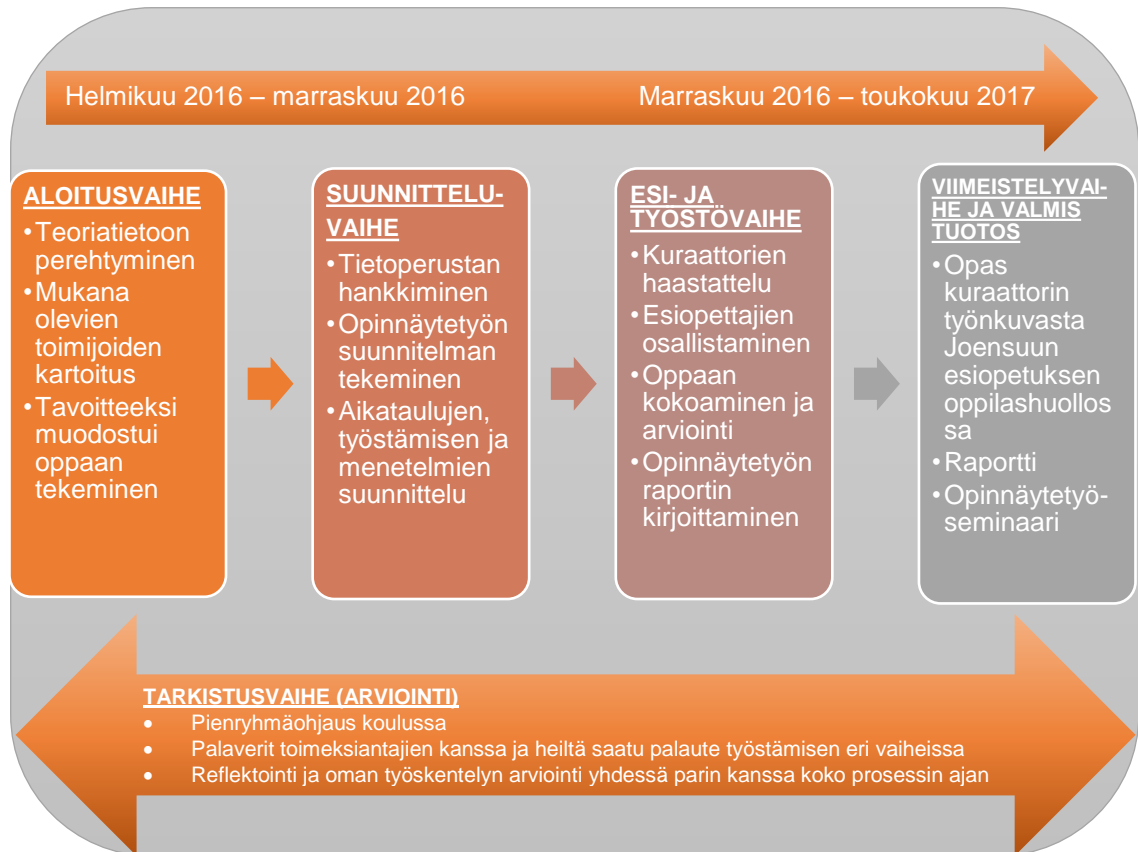 Helmikuu 2016 – marraskuu 2016
Marraskuu 2016 – toukokuu 2017
ALOITUSVAIHE
•Teoriatietoon
perehtyminen
•Mukana
olevien
toimijoiden
kartoitus
•Tavoitteeksi
muodostui
oppaan
tekeminen
SUUNNITTELU-
VAIHE
•Tietoperustan
hankkiminen
•Opinnäytetyön
suunnitelman
tekeminen
•Aikataulujen,
työstämisen ja
menetelmien
suunnittelu
ESI- JA
TYÖSTÖVAIHE
•Kuraattorien
haastattelu
•Esiopettajien
osallistaminen
•Oppaan
kokoaminen ja
arviointi
•Opinnäytetyön
raportin
kirjoittaminen
VIIMEISTELYVAI-
HE JA VALMIS
TUOTOS
•Opas
kuraattorin
työnkuvasta
Joensuun
esiopetuksen
oppilashuollos
sa
•Raportti
•Opinnäytetyö-
seminaari
TARKISTUSVAIHE (ARVIOINTI)
• Pienryhmäohjaus koulussa
• Palaverit toimeksiantajien kanssa ja heiltä saatu palaute työstämisen eri vaiheissa
• Reflektointi ja oman työskentelyn arviointi yhdessä parin kanssa koko prosessin ajan